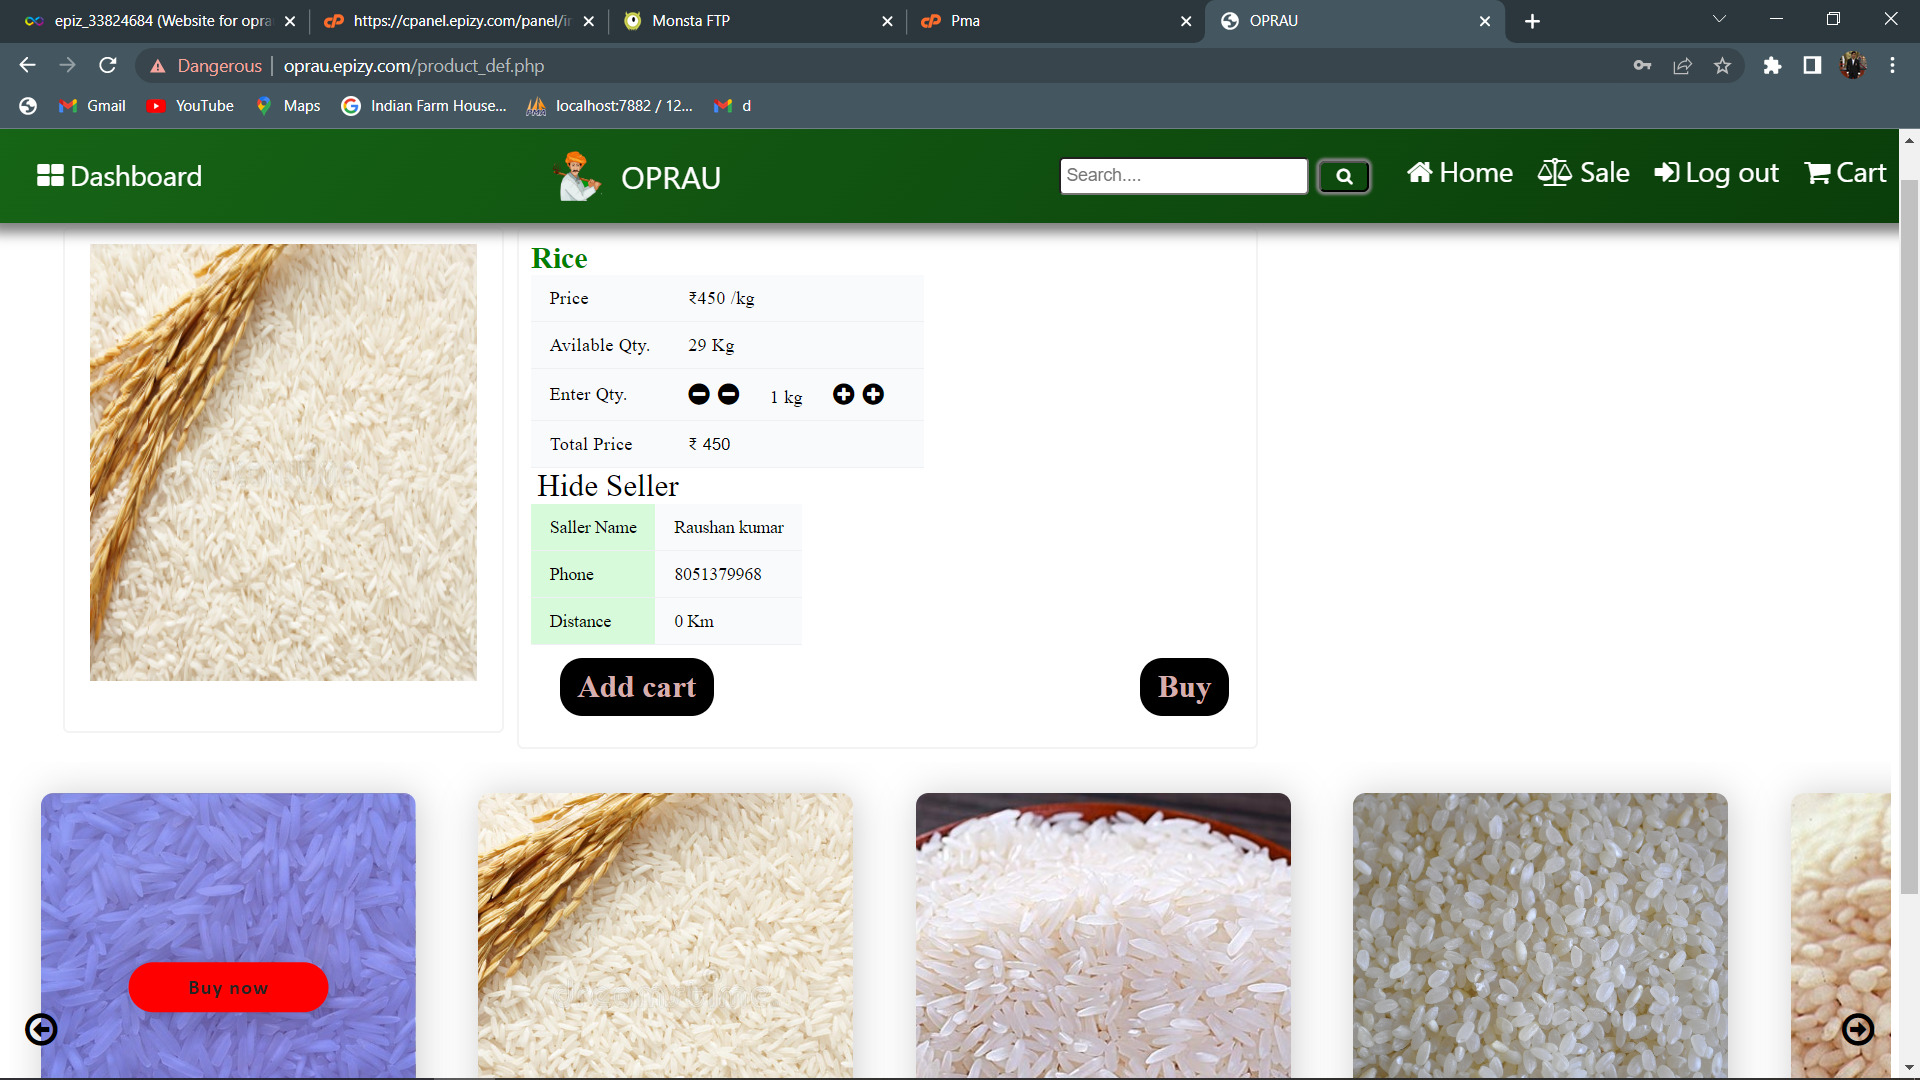 epiz_33824684 (Website for opra
https://cpanel.epizy.com/panel/in
Monsta FTP
Pma
OPRAU
Dangerous
oprau.epizy.com/product_def.php
Gmail
YouTube
Maps
Indian Farm House...
localhost:7882 / 12...
d
Dashboard
OPRAU
Search....
Home
Sale
Log out
Cart
Rice
Price ₹450 /kg
Avilable Qty. 29 Kg
Enter Qty. 1 kg
Total Price ₹ 450
Hide Seller
Saller Name Raushan kumar
Phone 8051379968
Distance 0 Km
Add cart
Buy
Buy now